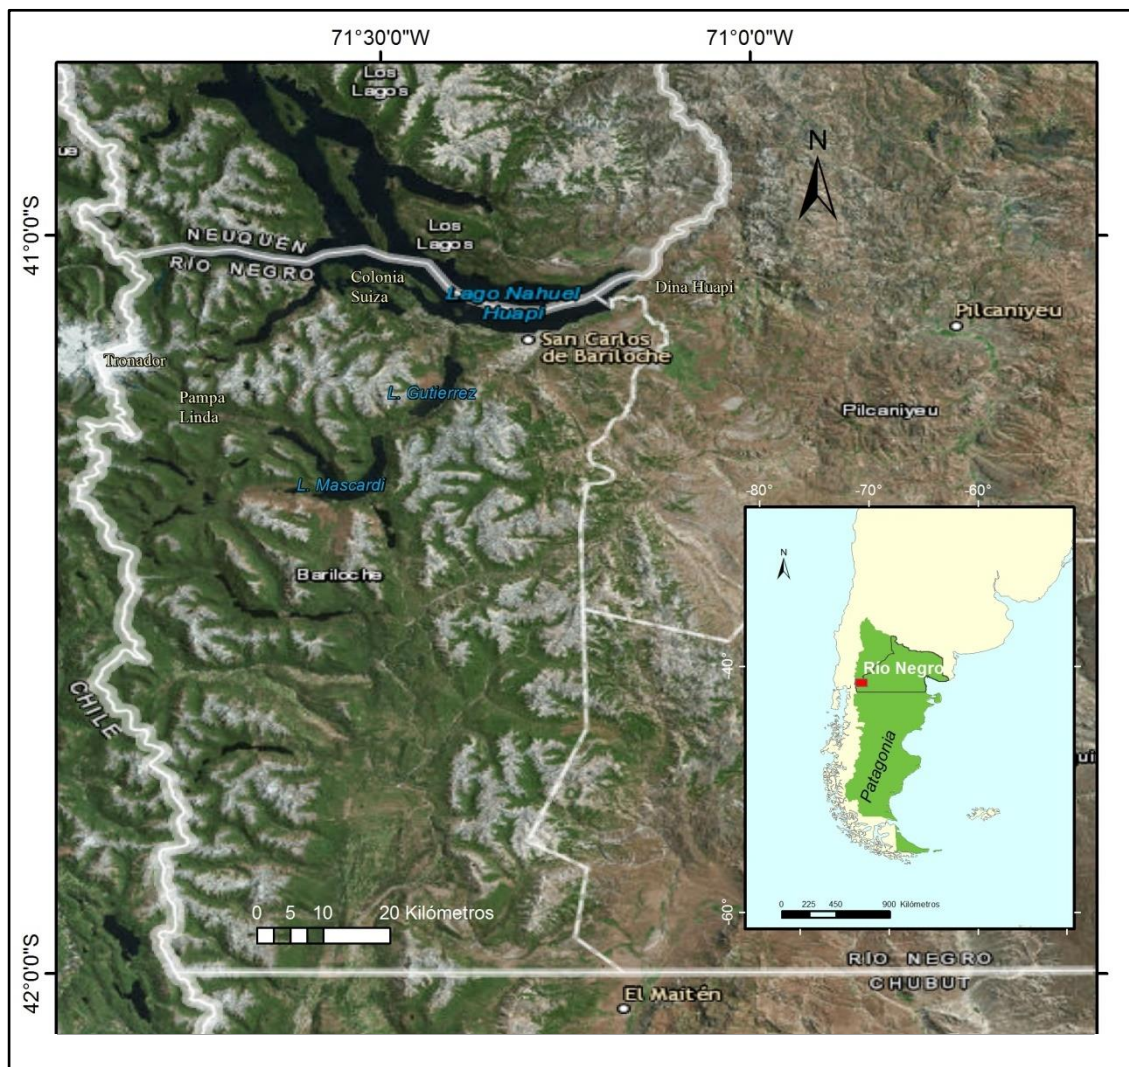 71°30'0"W
71°0'0"W
Los
Lagos
N
41°0'0"S
Los
Lagos
NEUQUÉN
RÍO NEGRO
Colonia
Suiza
Lago Nahuel
Huapi
Dina Huapi
Pilcaniyeu
San Carlos
de Bariloche
Tronador
L. Gutierrez
Pampa
Linda
Pilcaniyeu
L. Mascardi
-80°
-70°
-60°
N
Bariloche
-40°
Río Negro
CHILE
Patagonia
0 5 10 20 Kilómetros
0 225 450 900 Kilómetros
-60°
RÍO NEGRO
CHUBUT
42°0'0"S
El Maitén